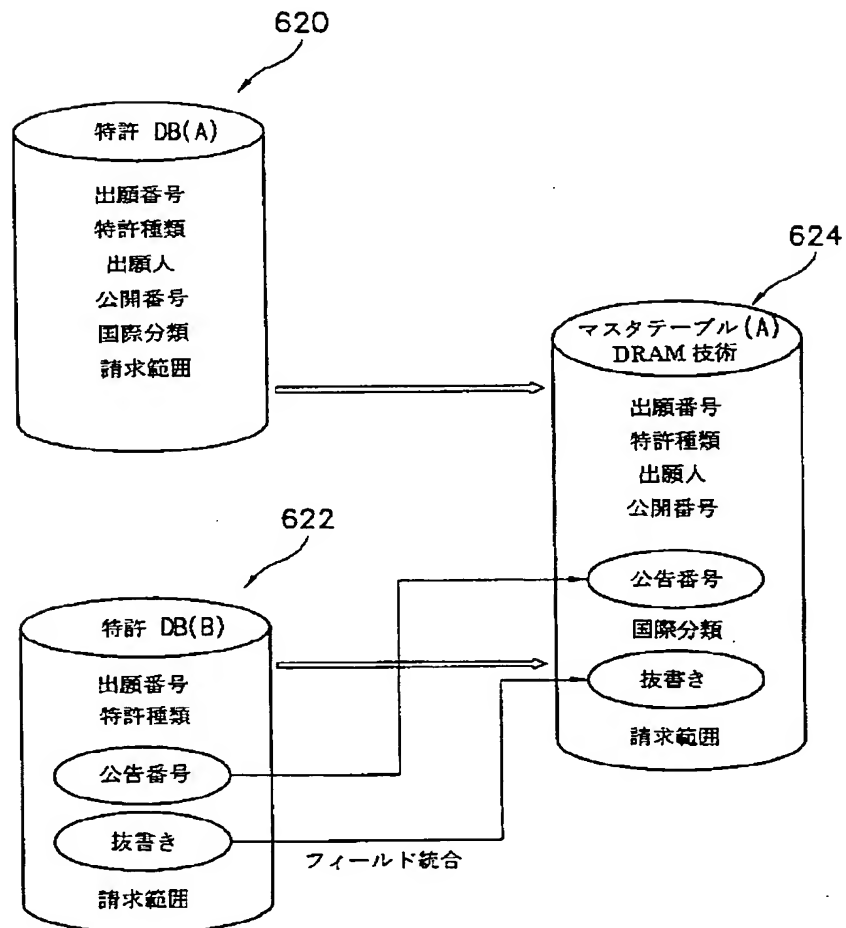 620
特許 DB(A)
出願番号
特許種類
出願人
公開番号
国際分類
請求範囲
622
特許 DB(B)
出願番号
特許種類
公告番号
抜書き
請求範囲
フィールド統合
624
マスタテーブル(A)
DRAM 技術
出願番号
特許種類
出願人
公開番号
公告番号
国際分類
抜書き
請求範囲